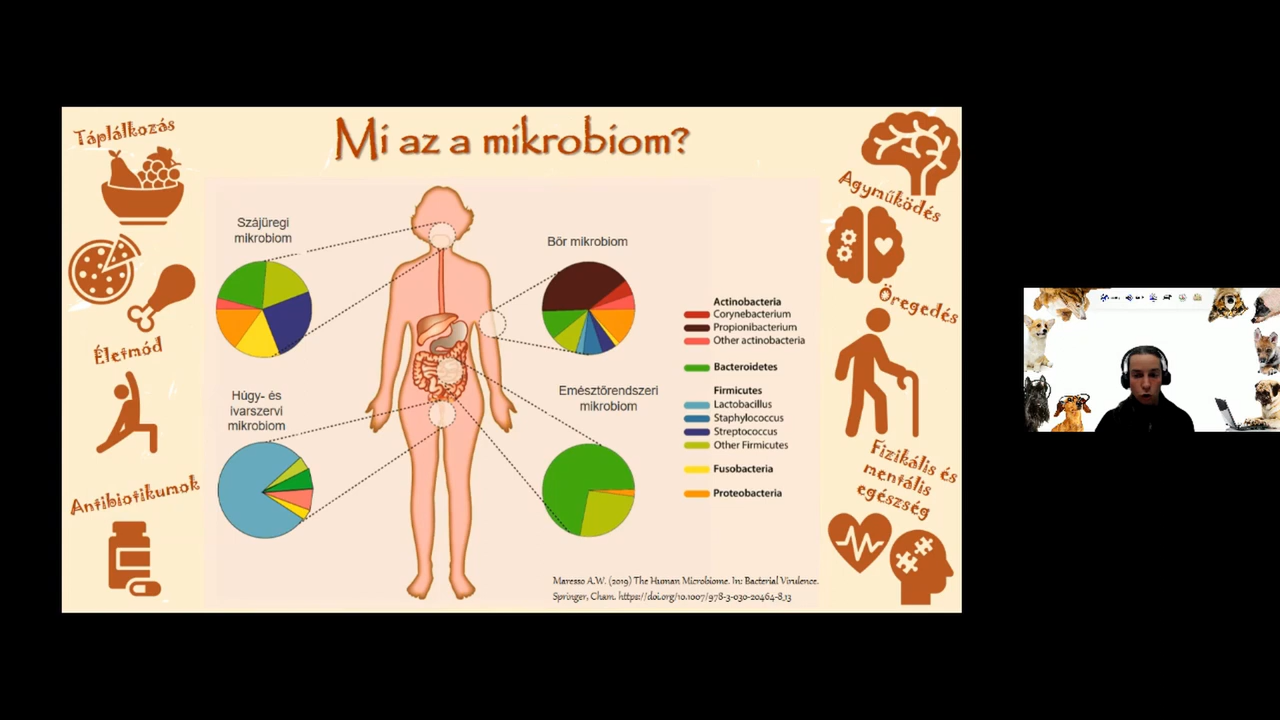 Mi az a mikrobiom?
Táplálkozás
Életmód
Antibiotikumok
Szájüregi
mikrobiom
Húgy- és
ivarszervi
mikrobiom
Bőr mikrobiom
Emésztőrendszeri
mikrobiom
Actinobacteria
Corynebacterium
Propionibacterium
Other actinobacteria
Bacteroidetes
Firmicutes
Lactobacillus
Staphylococcus
Streptococcus
Other Firmicutes
Fusobacteria
Proteobacteria
Agyműködés
Öregedés
Fizikális és
mentális
egészség
Maresso A.W. (2019) The Human Microbiome. In: Bacterial Virulence.
Springer, Cham. https://doi.org/10.1007/978-3-030-20464-8_13